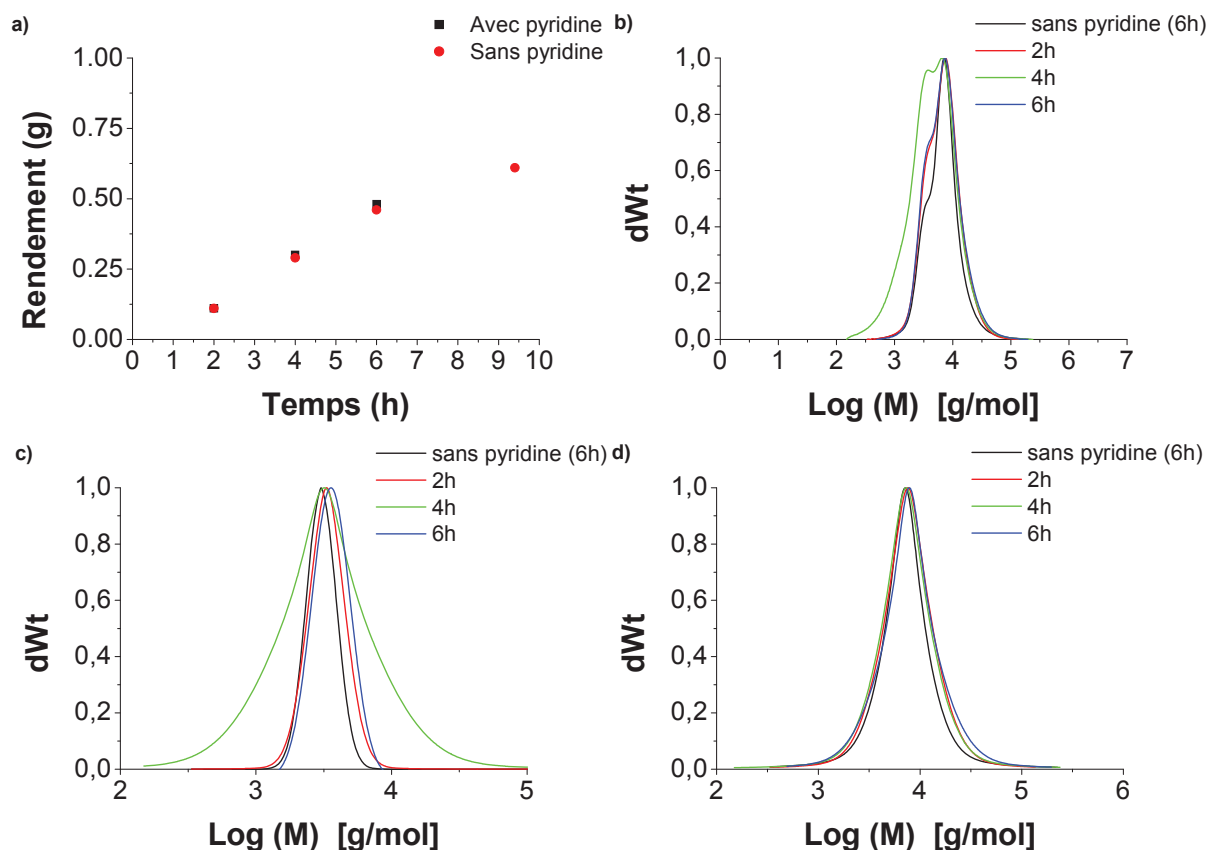 a)
Avec pyridine
Sans pyridine
1.00
0.75
0.50
0.25
0.00
0 1 2 3 4 5 6 7 8 9 10
Rendement (g)
Temps (h)
b)
sans pyridine (6h)
2h
4h
6h
1,0
0,8
0,6
0,4
0,2
0,0
0 1 2 3 4 5 6 7
dWt
Log (M) [g/mol]
c)
sans pyridine (6h)
2h
4h
6h
1,0
0,8
0,6
0,4
0,2
0,0
2 3 4 5
dWt
Log (M) [g/mol]
d)
sans pyridine (6h)
2h
4h
6h
1,0
0,8
0,6
0,4
0,2
0,0
2 3 4 5 6
dWt
Log (M) [g/mol]